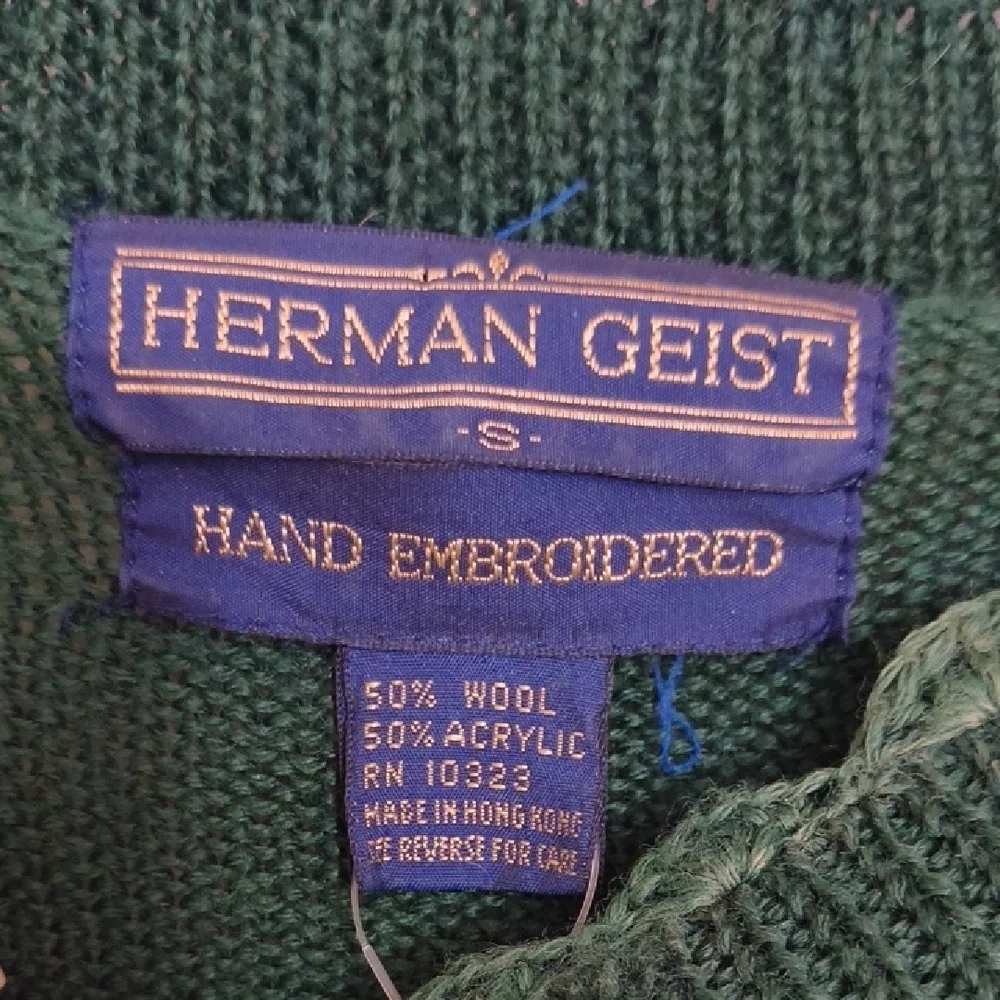 HERMAN GEIST
-S-
HAND EMBROIDERED
50% WOOL
50% ACRYLIC
RN 10323
MADE IN HONG KONG
SEE REVERSE FOR CARE